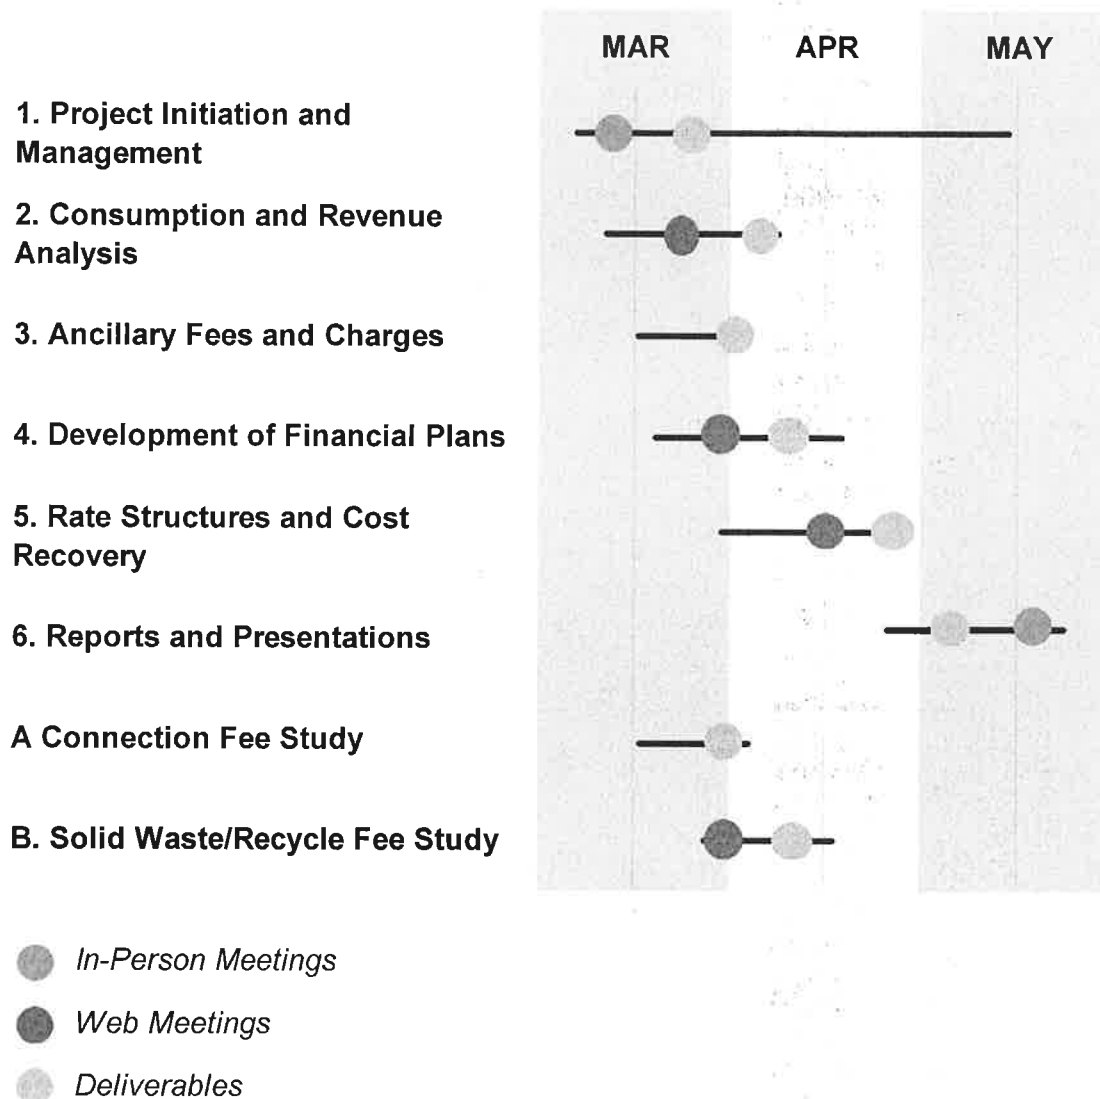 MAR APR MAY
1. Project Initiation and
Management
2. Consumption and Revenue
Analysis
3. Ancillary Fees and Charges
4. Development of Financial Plans
5. Rate Structures and Cost
Recovery
6. Reports and Presentations
A Connection Fee Study
B. Solid Waste/Recycle Fee Study
In-Person Meetings
Web Meetings
Deliverables